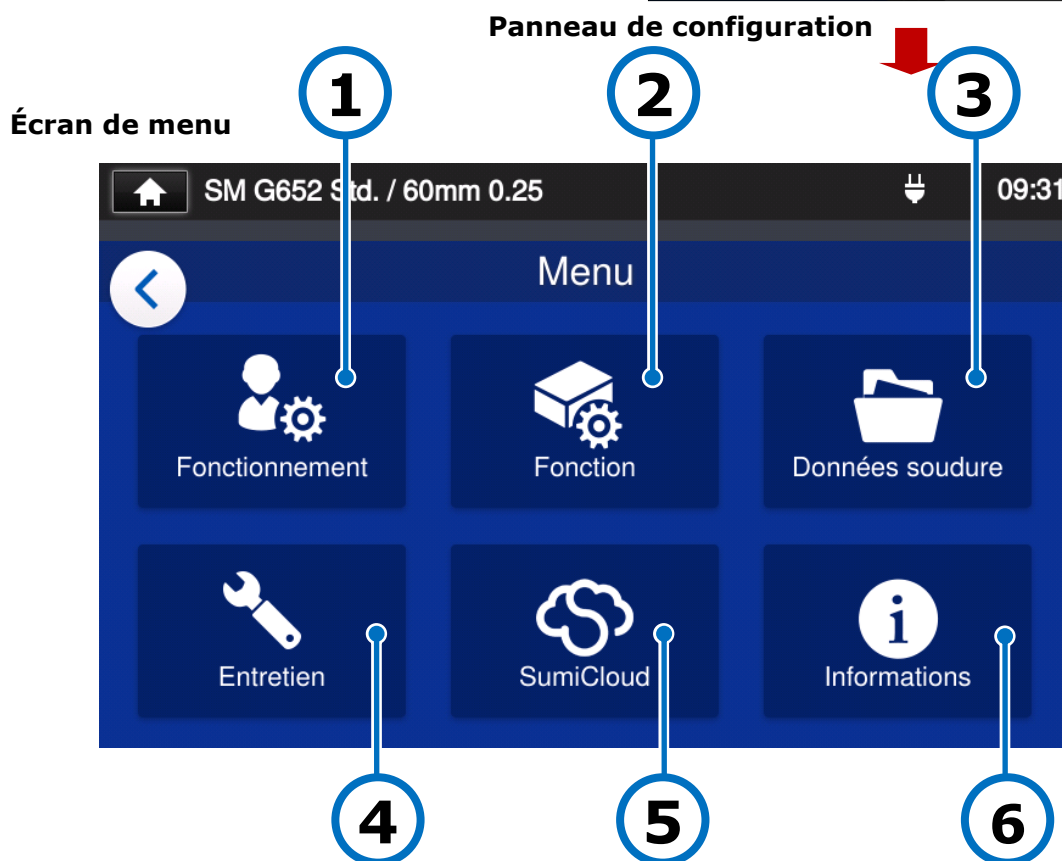 Panneau de configuration
1 2 3
Écran de menu
SM G652 Std. / 60mm 0.25 09:31
Menu
Fonctionnement Fonction Données soudure
Entretien SumiCloud Informations
4 5 6